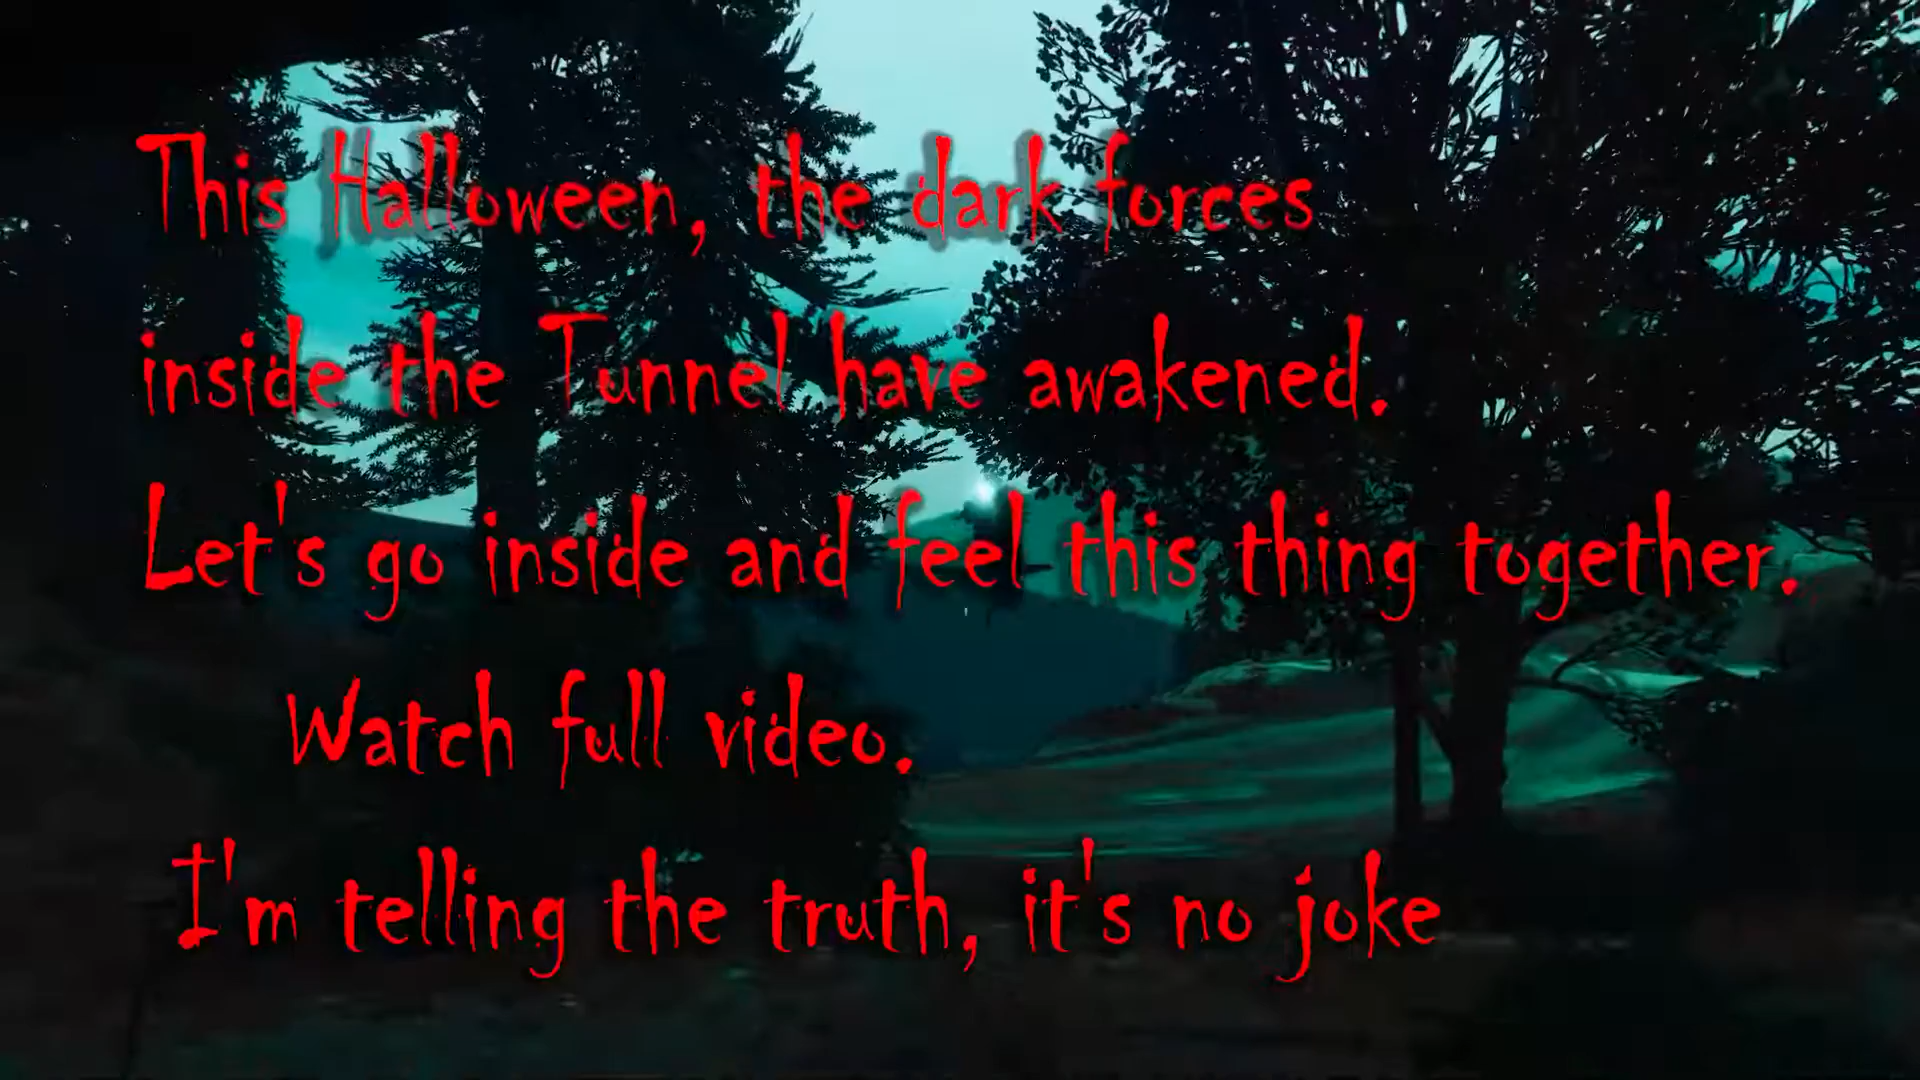 This Halloween, the dark forces
inside the Tunnel have awakened.
Let's go inside and feel this thing together.
Watch full video.
I'm telling the truth, it's no joke